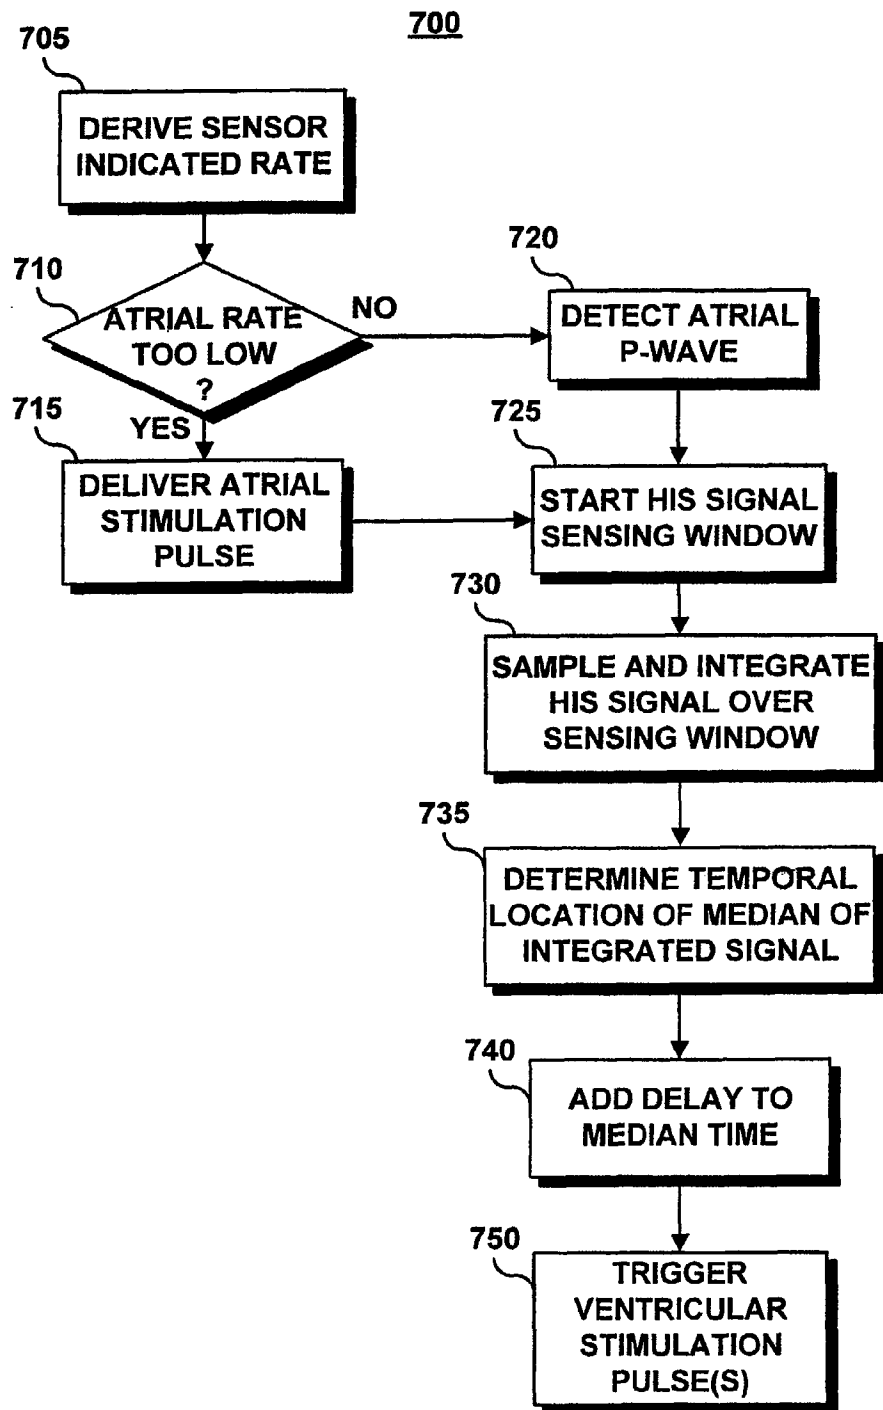 700
705
DERIVE SENSOR
INDICATED RATE
710
ATRIAL RATE
TOO LOW
?
NO
YES
715
DELIVER ATRIAL
STIMULATION
PULSE
720
DETECT ATRIAL
P-WAVE
725
START HIS SIGNAL
SENSING WINDOW
730
SAMPLE AND INTEGRATE
HIS SIGNAL OVER
SENSING WINDOW
735
DETERMINE TEMPORAL
LOCATION OF MEDIAN OF
INTEGRATED SIGNAL
740
ADD DELAY TO
MEDIAN TIME
750
TRIGGER
VENTRICULAR
STIMULATION
PULSE(S)